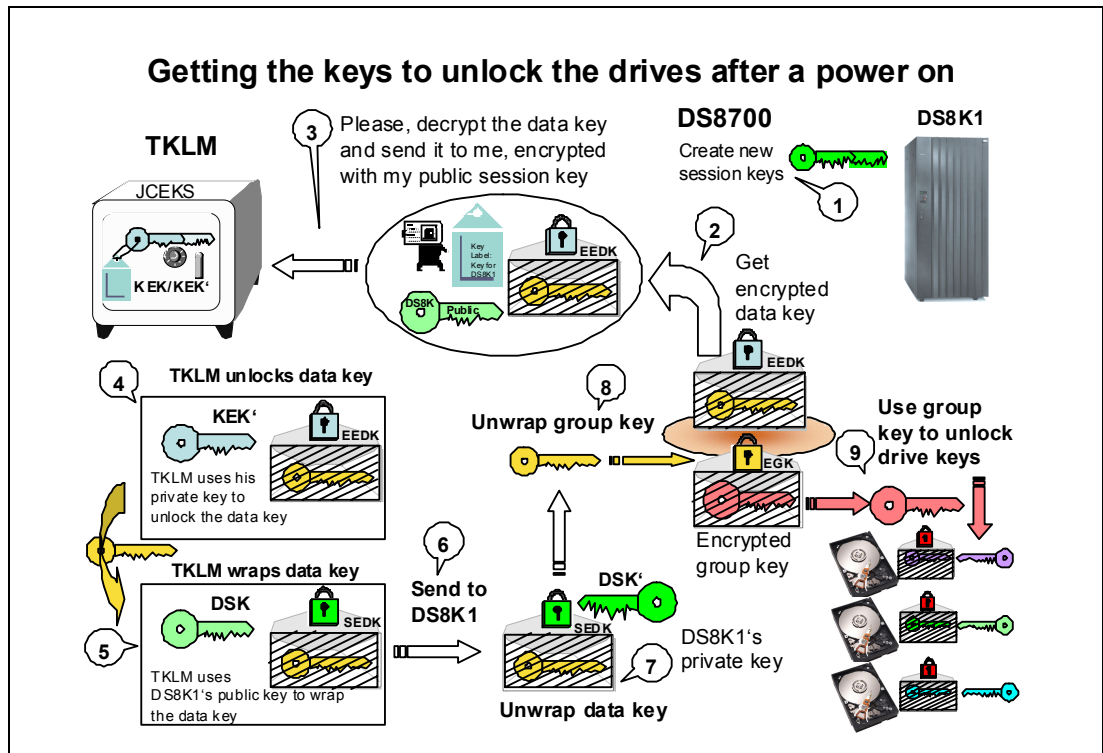 Getting the keys to unlock the drives after a power on
TKLM
JCEKS
KEK/KEK‘
3
Please, decrypt the data key
and send it to me, encrypted
with my public session key
DS8700
DS8K1
Create new
session keys
1
2
Get
encrypted
data key
Key
Label:
Key for
DS8K1
EEDK
DS8K
Public
EEDK
4
TKLM unlocks data key
KEK‘
EEDK
TKLM uses his
private key to
unlock the data key
TKLM wraps data key
5
DSK
SEDK
TKLM uses
DS8K1‘s public key to wrap
the data key
6
Send to
DS8K1
DSK‘
SEDK
7
DS8K1‘s
private key
Unwrap data key
8
Unwrap group key
EGK
Encrypted
group key
9
Use group
key to unlock
drive keys